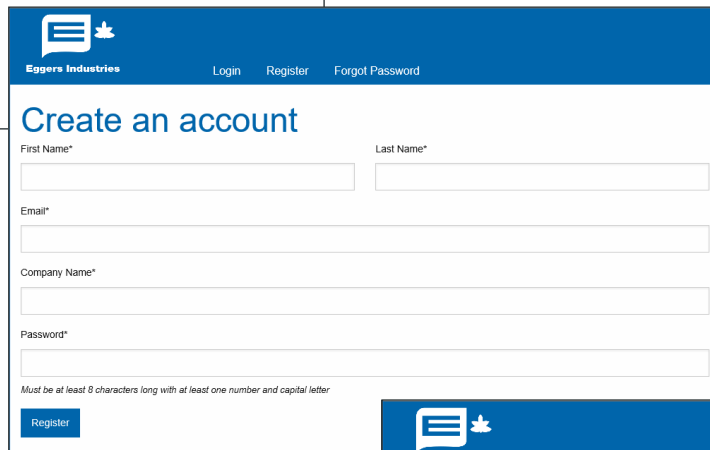 Eggers Industries
Login Register Forgot Password
Create an account
First Name* Last Name*
Email*
Company Name*
Password*
Must be at least 8 characters long with at least one number and capital letter
Register